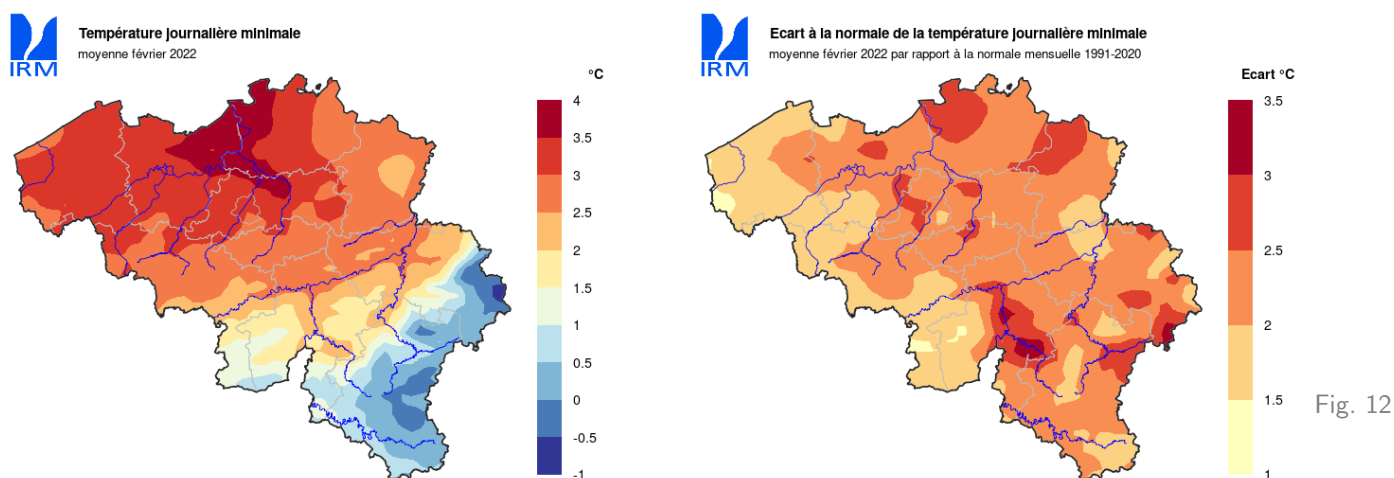 IRM
Température journalière minimale
moyenne février 2022
°C
4
3.5
3
2.5
2
1.5
1
0.5
0
-0.5
-1
IRM
Ecart à la normale de la température journalière minimale
moyenne février 2022 par rapport à la normale mensuelle 1991-2020
Ecart °C
3.5
3
2.5
2
1.5
1
Fig. 12